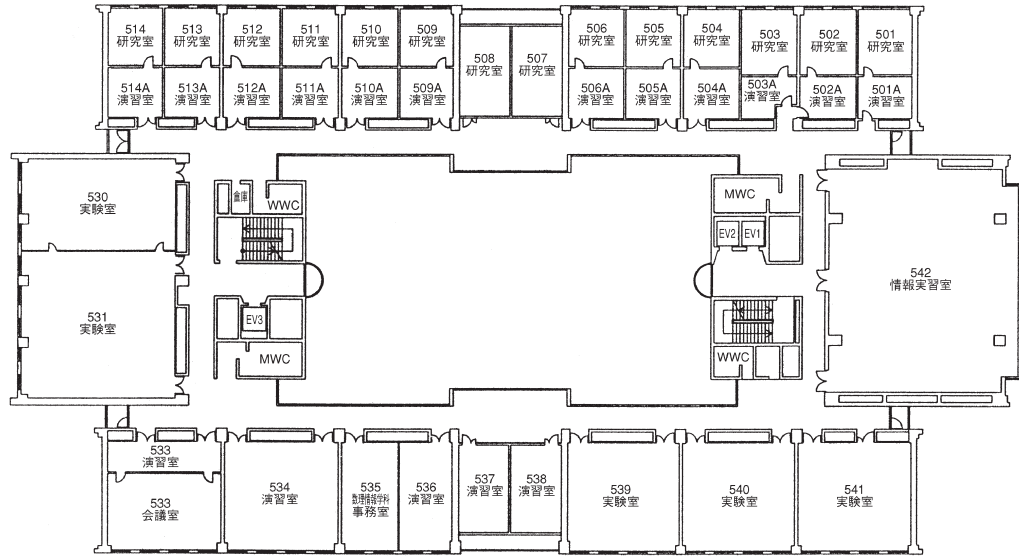 514
研究室
513
研究室
512
研究室
511
研究室
510
研究室
509
研究室
508
研究室
507
研究室
506
研究室
505
研究室
504
研究室
503
研究室
502
研究室
501
研究室
514A
演習室
513A
演習室
512A
演習室
511A
演習室
510A
演習室
509A
演習室
506A
演習室
505A
演習室
504A
演習室
503A
演習室
502A
演習室
501A
演習室
530
実験室
倉庫
WWC
MWC
EV2
EV1
542
情報実習室
531
実験室
EV3
MWC
WWC
533
演習室
533
会議室
534
演習室
535
数理情報学科
事務室
536
演習室
537
演習室
538
演習室
539
実験室
540
実験室
541
実験室